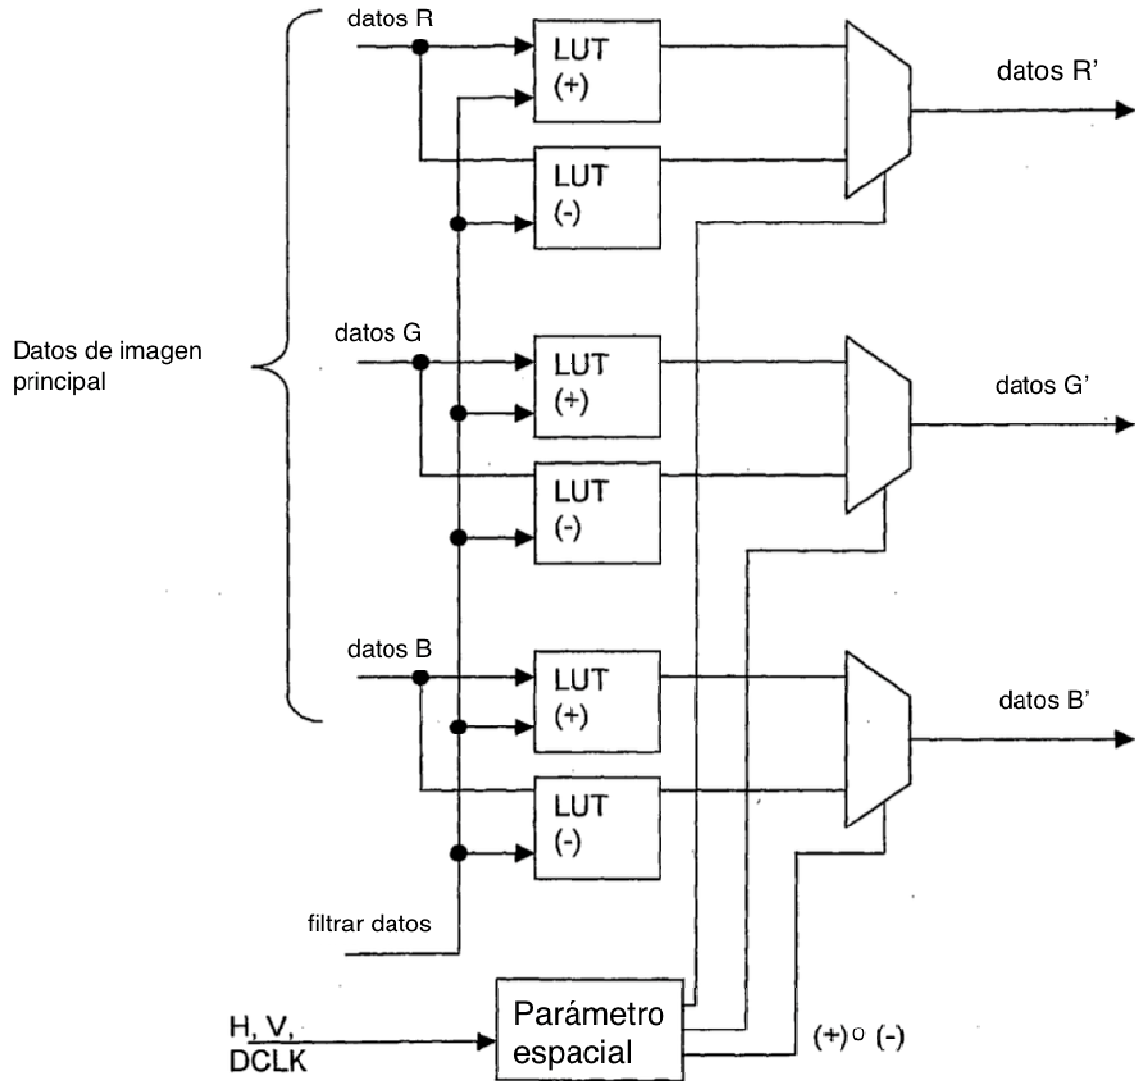 datos R
LUT
(+)
datos R’
LUT
(-)
datos G
LUT
(+)
Datos de imagen
principal
datos G’
LUT
(-)
datos B
LUT
(+)
datos B’
LUT
(-)
filtrar datos
H, V,
DCLK
Parámetro
espacial
(+) o (-)